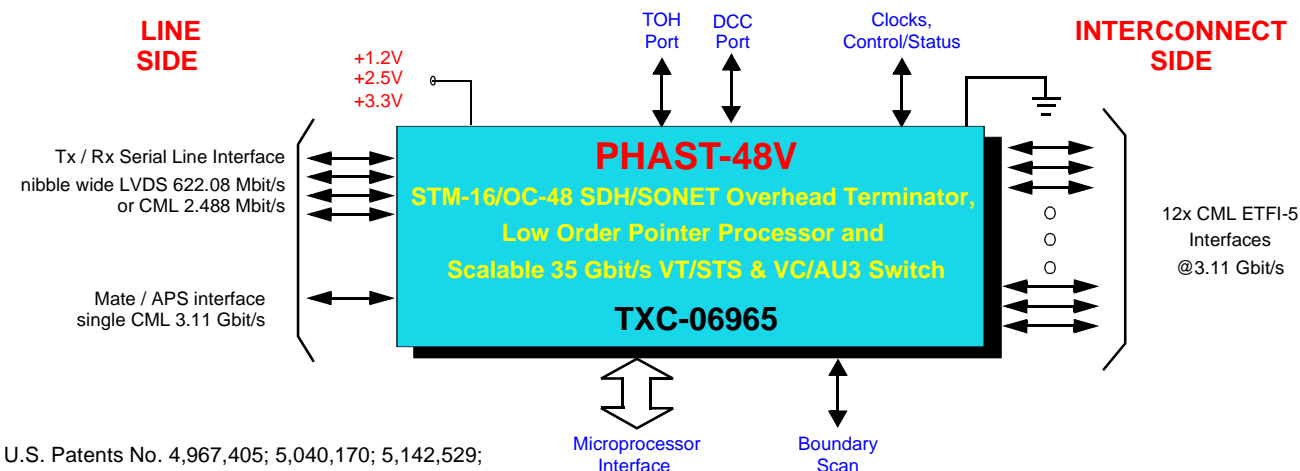 LINE
SIDE
TOH
Port
DCC
Port
Clocks,
Control/Status
INTERCONNECT
SIDE
+1.2V
+2.5V
+3.3V
Tx / Rx Serial Line Interface
nibble wide LVDS 622.08 Mbit/s
or CML 2.488 Mbit/s
Mate / APS interface
single CML 3.11 Gbit/s
PHAST-48V
STM-16/OC-48 SDH/SONET Overhead Terminator,
Low Order Pointer Processor and
Scalable 35 Gbit/s VT/STS & VC/AU3 Switch
TXC-06965
12x CML ETFI-5
Interfaces
@3.11 Gbit/s
Microprocessor
Interface
Boundary
Scan
U.S. Patents No. 4,967,405; 5,040,170; 5,142,529;